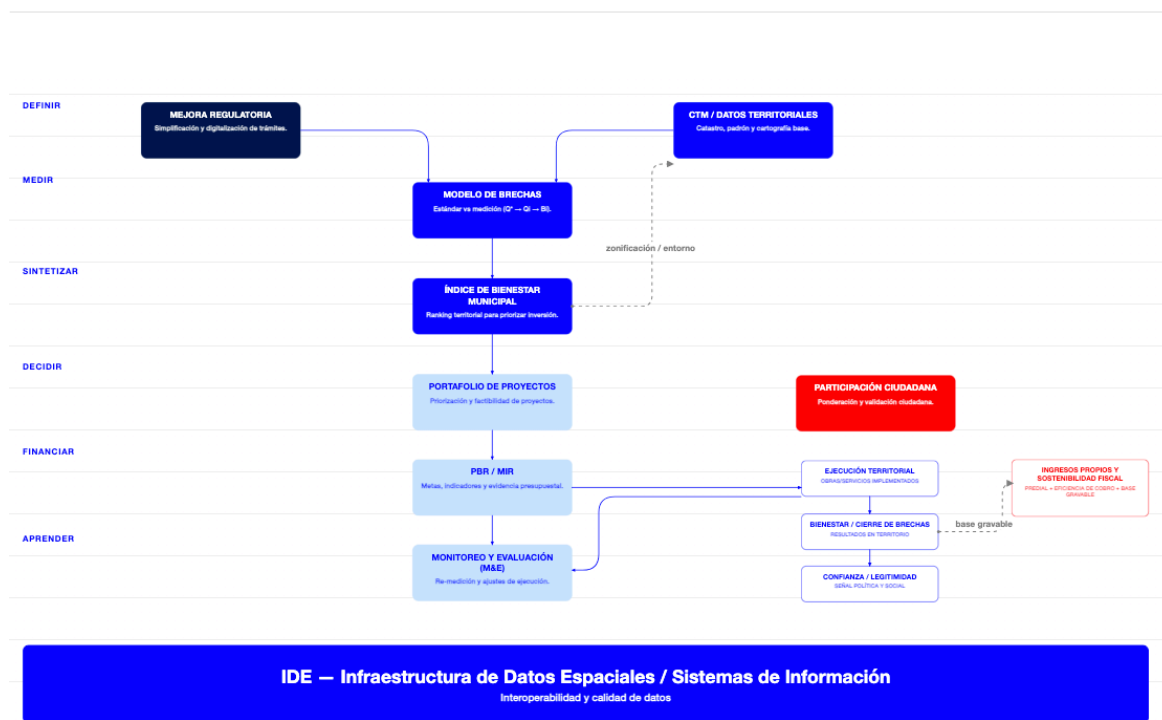 DEFINIR
MEJORA REGULATORIA
Simplificación y digitalización de trámites.
CTM / DATOS TERRITORIALES
Catastro, padrón y cartografía base.
MEDIR
MODELO DE BRECHAS
Estándar vs medición (Q* → Qi → Bi).
zonificación / entorno
SINTETIZAR
ÍNDICE DE BIENESTAR
MUNICIPAL
Ranking territorial para priorizar inversión.
DECIDIR
PORTAFOLIO DE PROYECTOS
Priorización y factibilidad de proyectos.
PARTICIPACIÓN CIUDADANA
Ponderación y validación ciudadana.
FINANCIAR
PBR / MIR
Metas, indicadores y evidencia presupuestal.
EJECUCIÓN TERRITORIAL
OBRAS/SERVICIOS IMPLEMENTADOS
INGRESOS PROPIOS Y
SOSTENIBILIDAD FISCAL
PREDIAL + EFICIENCIA DE COBRO + BASE
GRAVABLE
BIENESTAR / CIERRE DE BRECHAS
RESULTADOS EN TERRITORIO
base gravable
APRENDER
MONITOREO Y EVALUACIÓN
(M&E)
Re-medición y ajustes de ejecución.
CONFIANZA / LEGITIMIDAD
SEÑAL POLÍTICA Y SOCIAL
IDE — Infraestructura de Datos Espaciales / Sistemas de Información
Interoperabilidad y calidad de datos